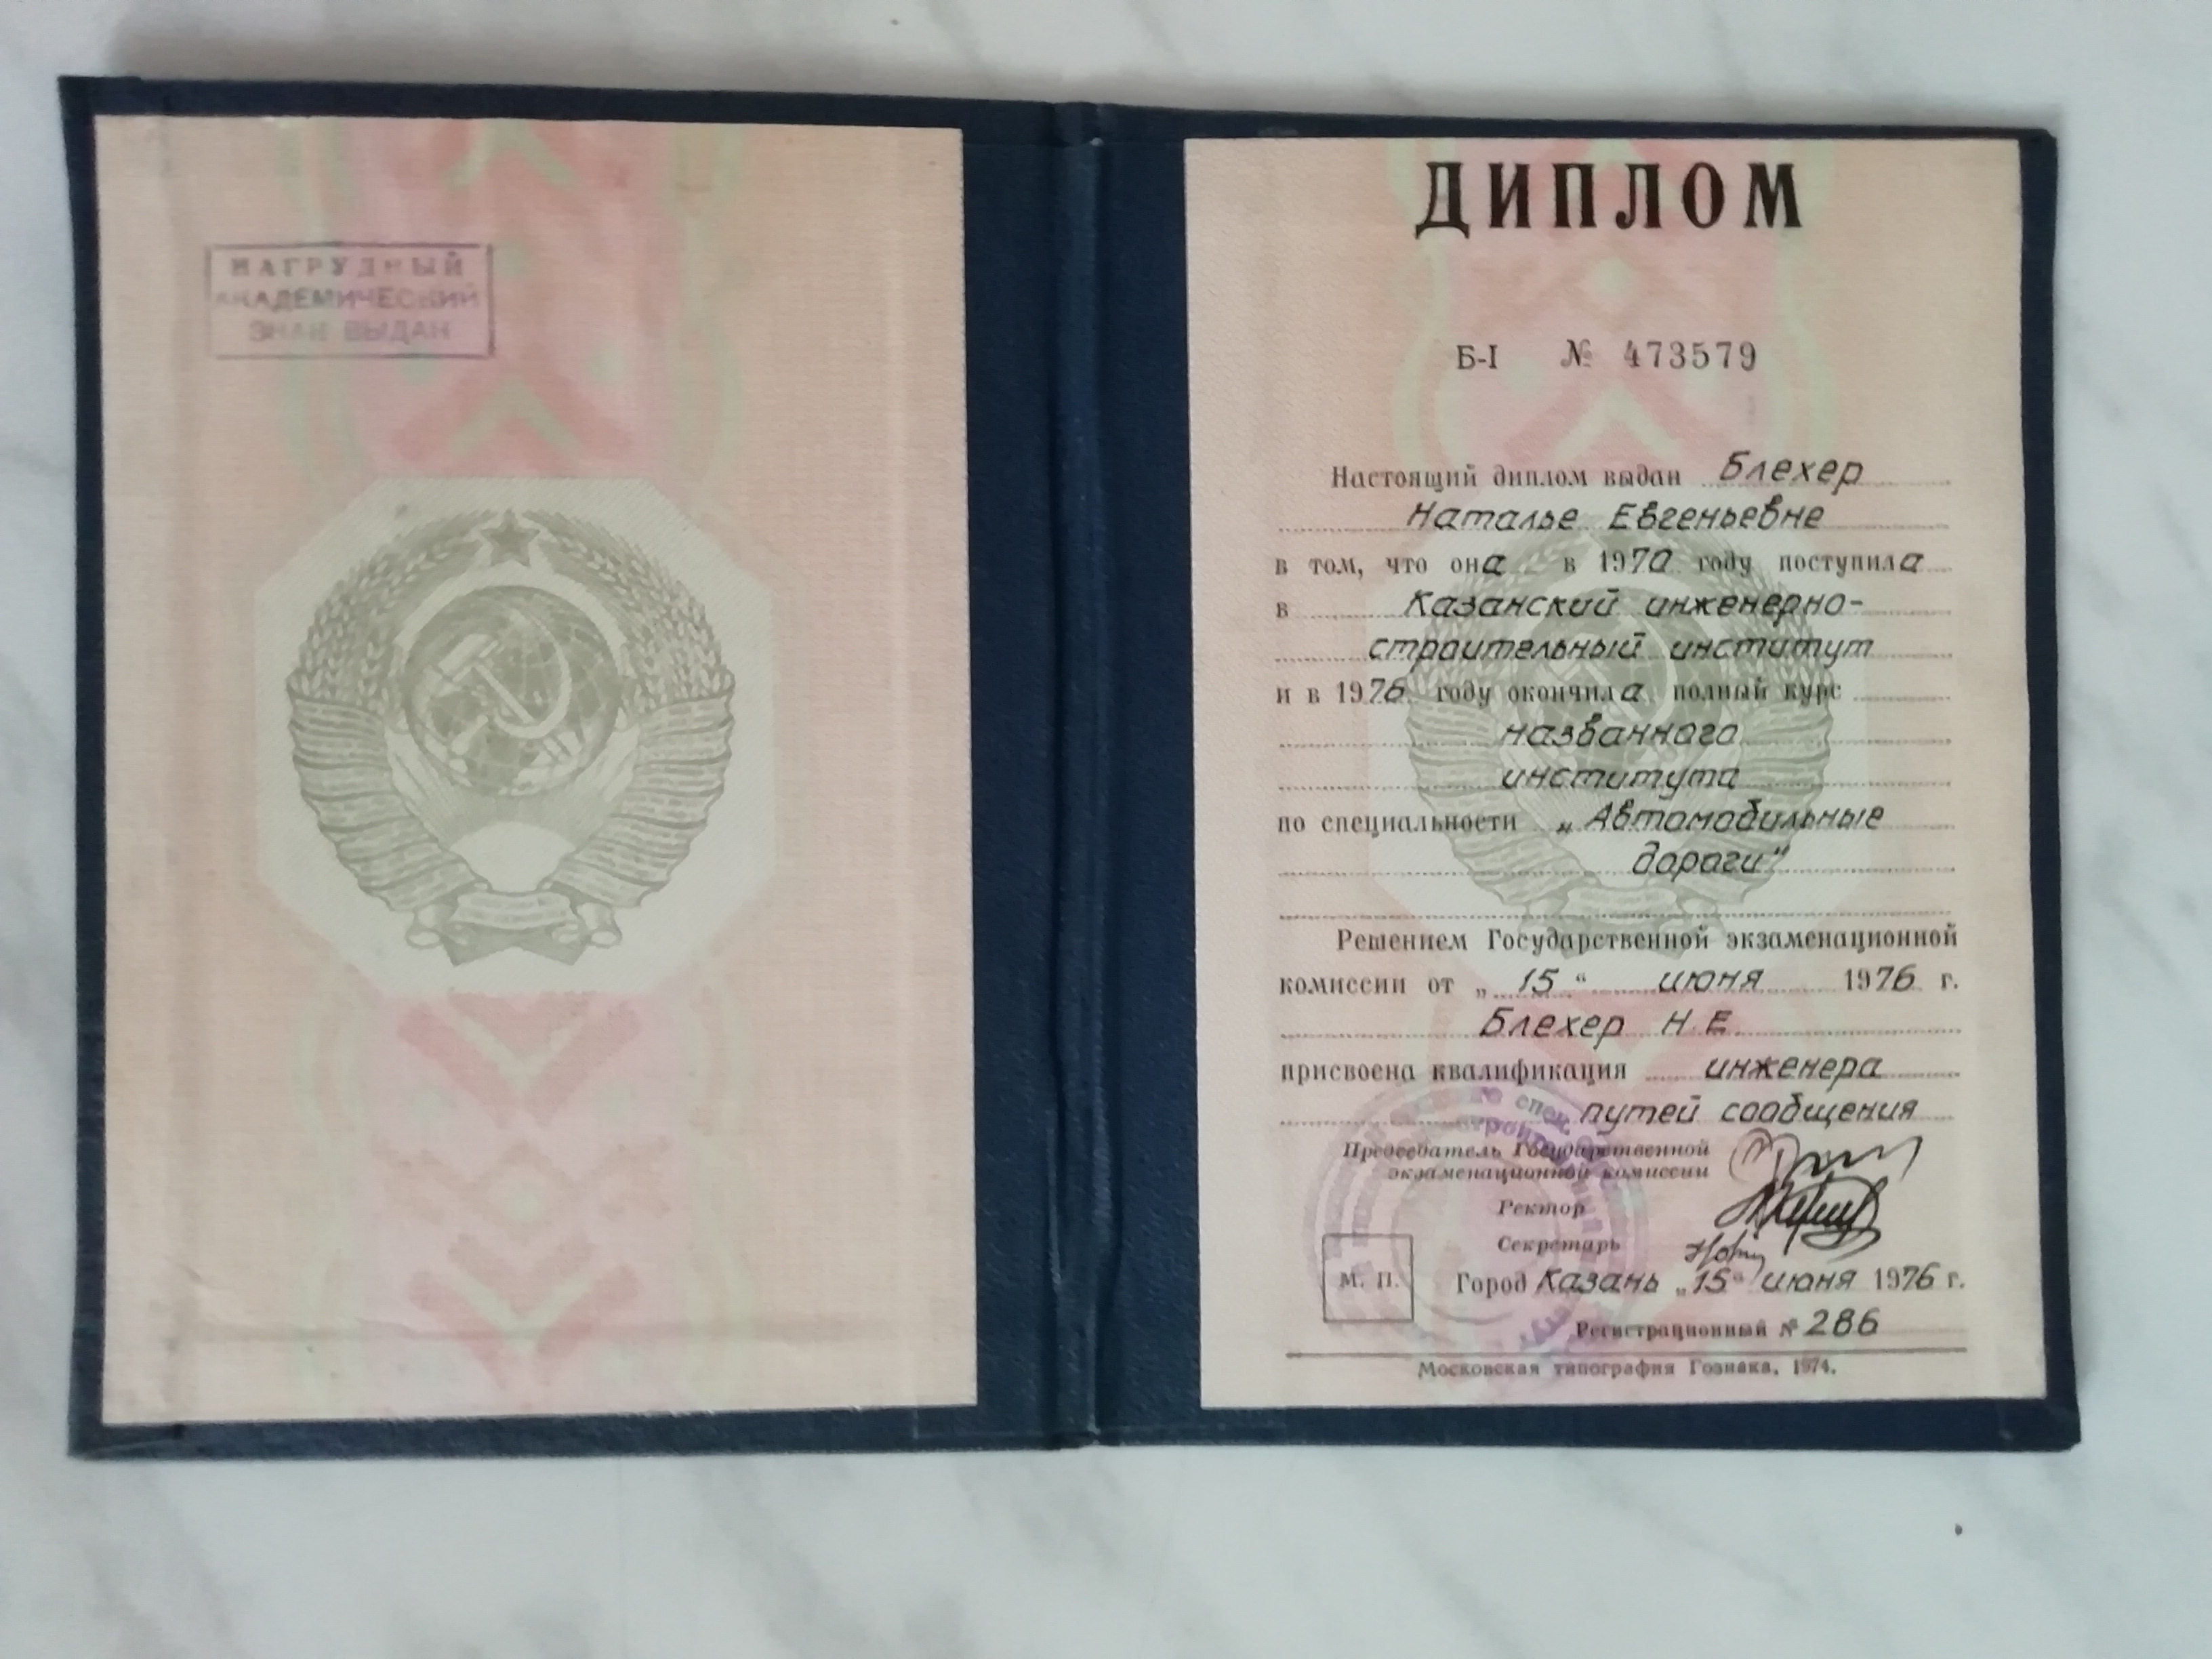 НАГРУДНЫЙ
АКАДЕМИЧЕСКИЙ
ЗНАК ВЫДАН
ДИПЛОМ
Б-I № 473579
Настоящий диплом выдан Блехер
Наталье Евгеньевне
в том, что она в 1970 году поступила
в Казанский инженерно-
строительный институт
и в 1976 году окончила полный курс
названного
института
по специальности „Автомобильные
дороги"
Решением Государственной экзаменационной
комиссии от „15“ июня 1976 г.
Блехер Н.Е.
присвоена квалификация инженера
путей сообщения
Председатель Государственной
экзаменационной комиссии
Ректор
Секретарь
М. П.
Город Казань „15“ июня 1976 г.
Регистрационный № 286
Московская типография Гознака. 1974.